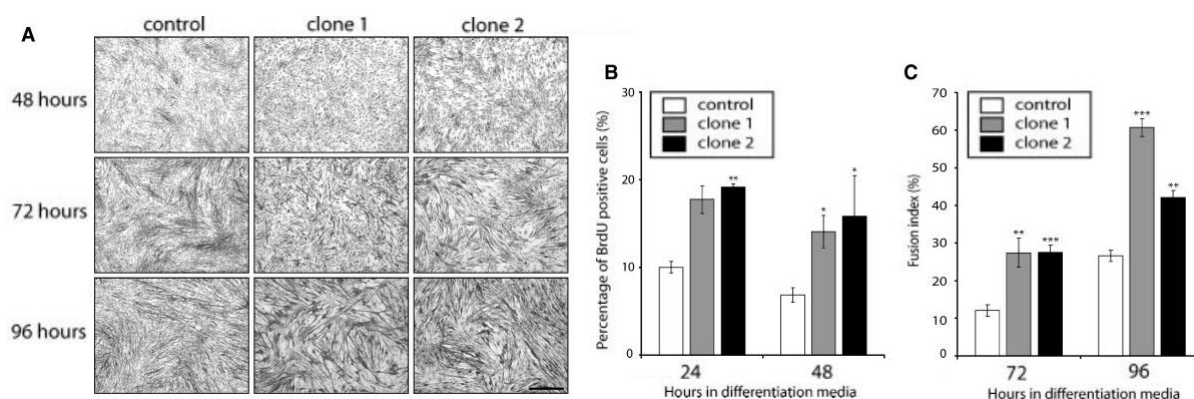 A
control clone 1 clone 2
48 hours
72 hours
96 hours
B
Percentage of BrdU positive cells (%)
30
20
10
0
control
clone 1
clone 2
**
*
*
24 48
Hours in differentiation media
C
Fusion index (%)
70
60
50
40
30
20
10
0
control
clone 1
clone 2
**
***
***
**
72 96
Hours in differentiation media